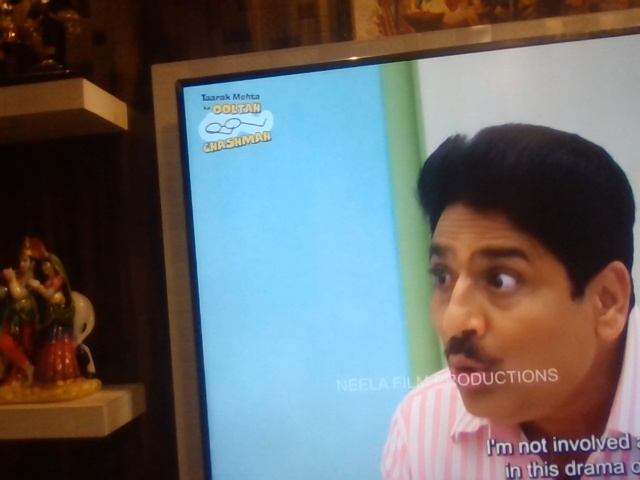 Taarak Mehta
ka OOLTAH
CHASHMAH
NEELA FILM PRODUCTIONS
I'm not involved
in this drama